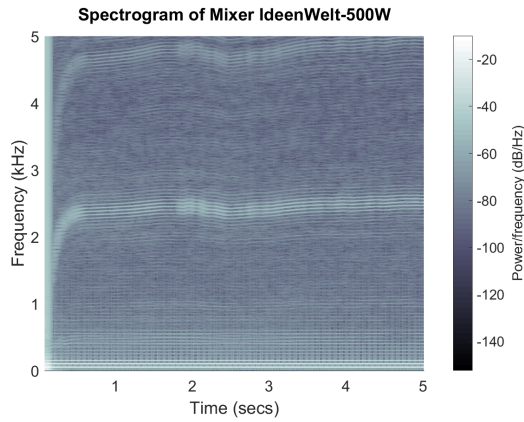 Spectrogram of Mixer IdeenWelt-500W
5
4
3
2
1
0
Frequency (kHz)
1 2 3 4 5
Time (secs)
-20
-40
-60
-80
-100
-120
-140
Power/frequency (dB/Hz)